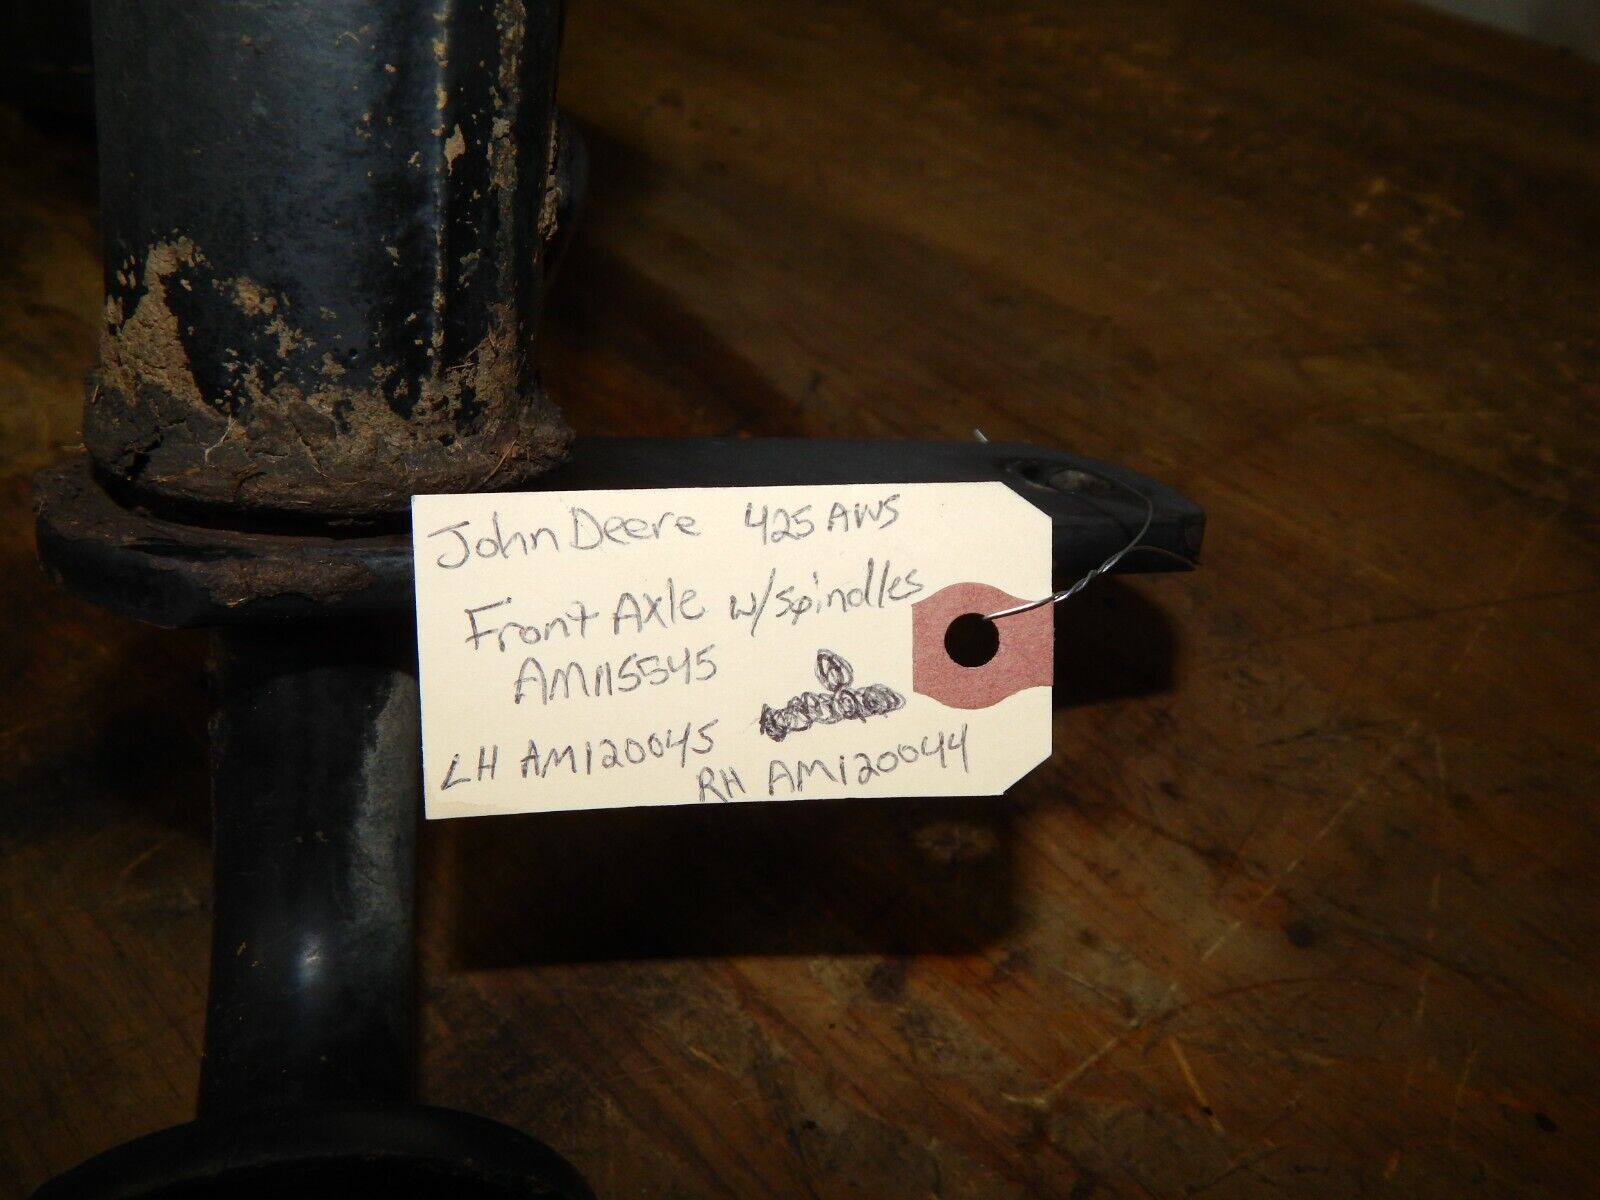 John Deere 425 AWS
Front Axle w/spindles
AM115545
LH AM120045
RH AM120044